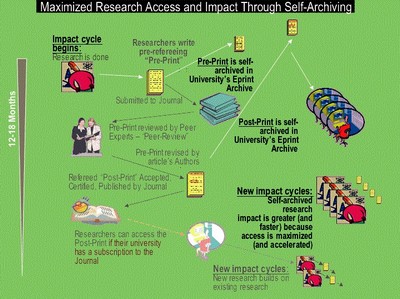 Maximized Research Access and Impact Through Self-Archiving
Impact cycle
begins:
Research is done
Researchers write
pre-refereeing
“Pre-Print”
Pre-Print is self-
archived in
University's Eprint
Archive
Submitted to Journal
12-18 Months
Pre-Print reviewed by Peer
Experts – “Peer-Review”
Post-Print is self-
archived in
University's Eprint
Archive
Pre-Print revised by
article's Authors
Refereed “Post-Print” Accepted,
Certified, Published by Journal
New impact cycles:
Self-archived
research
impact is greater (and
faster) because
access is maximized
(and accelerated)
Researchers can access the
Post-Print if their university
has a subscription to the
Journal
New impact cycles:
New research builds on
existing research